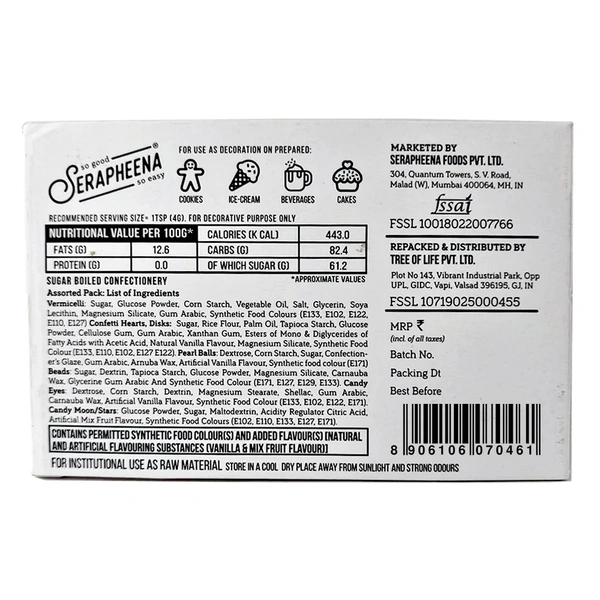 so good
SERAPHEENA®
so easy
FOR USE AS DECORATION ON PREPARED:
COOKIES
ICE-CREAM
BEVERAGES
CAKES
RECOMMENDED SERVING SIZE= 1TSP (4G). FOR DECORATIVE PURPOSE ONLY
NUTRITIONAL VALUE PER 100G* CALORIES (K CAL) 443.0
FATS (G) 12.6 CARBS (G) 82.4
PROTEIN (G) 0.0 OF WHICH SUGAR (G) 61.2
SUGAR BOILED CONFECTIONERY *APPROXIMATE VALUES
Assorted Pack: List of Ingredients
Vermicelli: Sugar, Glucose Powder, Corn Starch, Vegetable Oil, Salt, Glycerin, Soya
Lecithin, Magnesium Silicate, Gum Arabic, Synthetic Food Colours (E133, E102, E122,
E110, E127) Confetti Hearts, Disks: Sugar, Rice Flour, Palm Oil, Tapioca Starch, Glucose
Powder, Cellulose Gum, Gum Arabic, Xanthan Gum, Esters of Mono & Diglycerides of
Fatty Acids with Acetic Acid, Natural Vanilla Flavour, Magnesium Silicate, Synthetic Food
Colour (E133, E110, E102, E127 E122) Pearl Balls: Dextrose, Corn Starch, Sugar, Confection-
er's Glaze, Gum Arabic, Arnuba Wax, Artificial Vanilla Flavour, Synthetic food colour (E171)
Beads: Sugar, Dextrin, Tapioca Starch, Glucose Powder, Magnesium Silicate, Carnauba
Wax, Glycerine Gum Arabic And Synthetic Food Colour (E171, E127, E129, E133). Candy
Eyes: Dextrose, Corn Starch, Dextrin, Magnesium Stearate, Shellac, Gum Arabic,
Carnauba Wax, Artificial Vanilla Flavour, Synthetic Food Colours (E133, E122, E171).
Candy Moon/Stars: Glucose Powder, Sugar, Maltodextrin, Acidity Regulator Citric Acid,
Artificial Mix Fruit Flavour, Synthetic Food Colours (E102, E110, E133, E127, E171).
CONTAINS PERMITTED SYNTHETIC FOOD COLOUR(S) AND ADDED FLAVOUR(S) [NATURAL
AND ARTIFICIAL FLAVOURING SUBSTANCES (VANILLA & MIX FRUIT FLAVOUR)]
FOR INSTITUTIONAL USE AS RAW MATERIAL STORE IN A COOL DRY PLACE AWAY FROM SUNLIGHT AND STRONG ODOURS
MARKETED BY
SERAPHEENA FOODS PVT. LTD.
304, Quantum Towers, S. V. Road,
Malad (W), Mumbai 400064, MH, IN
fssai
FSSL 10018022007766
REPACKED & DISTRIBUTED BY
TREE OF LIFE PVT. LTD.
Plot No 143, Vibrant Industrial Park, Opp
UPL, GIDC, Vapi, Valsad 396195, GJ, IN
FSSL 10719025000455
MRP ₹
(incl. of all taxes)
Batch No.
Packing Dt
Best Before
8 906106 070461